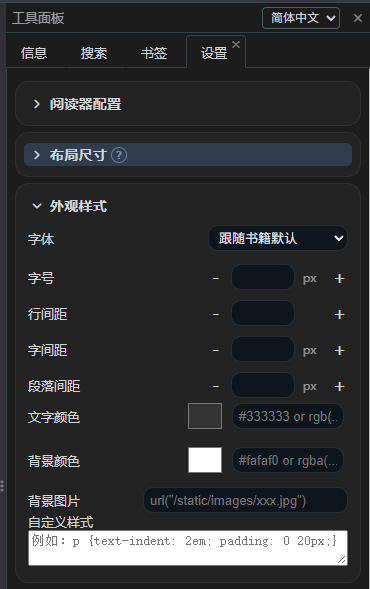 工具面板 简体中文 ×
信息 搜索 书签 设置 ×
阅读器配置
布局尺寸 ?
外观样式
字体 跟随书籍默认
字号 - px +
行间距 - +
字间距 - px +
段落间距 - px +
文字颜色 #333333 or rgb(...
背景颜色 #fafaf0 or rgba(...
背景图片 url("/static/images/xxx.jpg")
自定义样式
例如：p {text-indent: 2em; padding: 0 20px;}